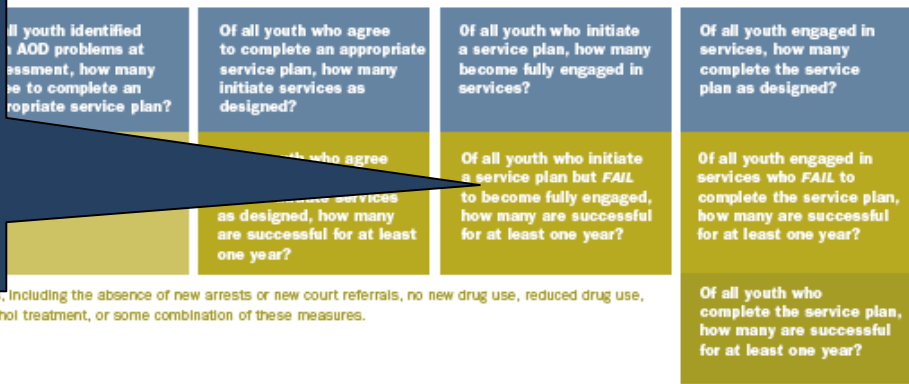 all youth identified
AOD problems at
how many
to complete an
service plan?
Of all youth who agree
to complete an appropriate
service plan, how many
initiate services as
designed?
Of all youth who initiate
a service plan, how many
become fully engaged in
services?
Of all youth engaged in
services, how many
complete the service
plan as designed?
who agree
services
as designed, how many
are successful for at least
one year?
Of all youth who initiate
a service plan but FAIL
to become fully engaged,
how many are successful
for at least one year?
Of all youth engaged in
services who FAIL to
complete the service plan,
how many are successful
for at least one year?
Of all youth who
complete the service plan,
how many are successful
for at least one year?
, including the absence of new arrests or new court referrals, no new drug use, reduced drug use,
treatment, or some combination of these measures.